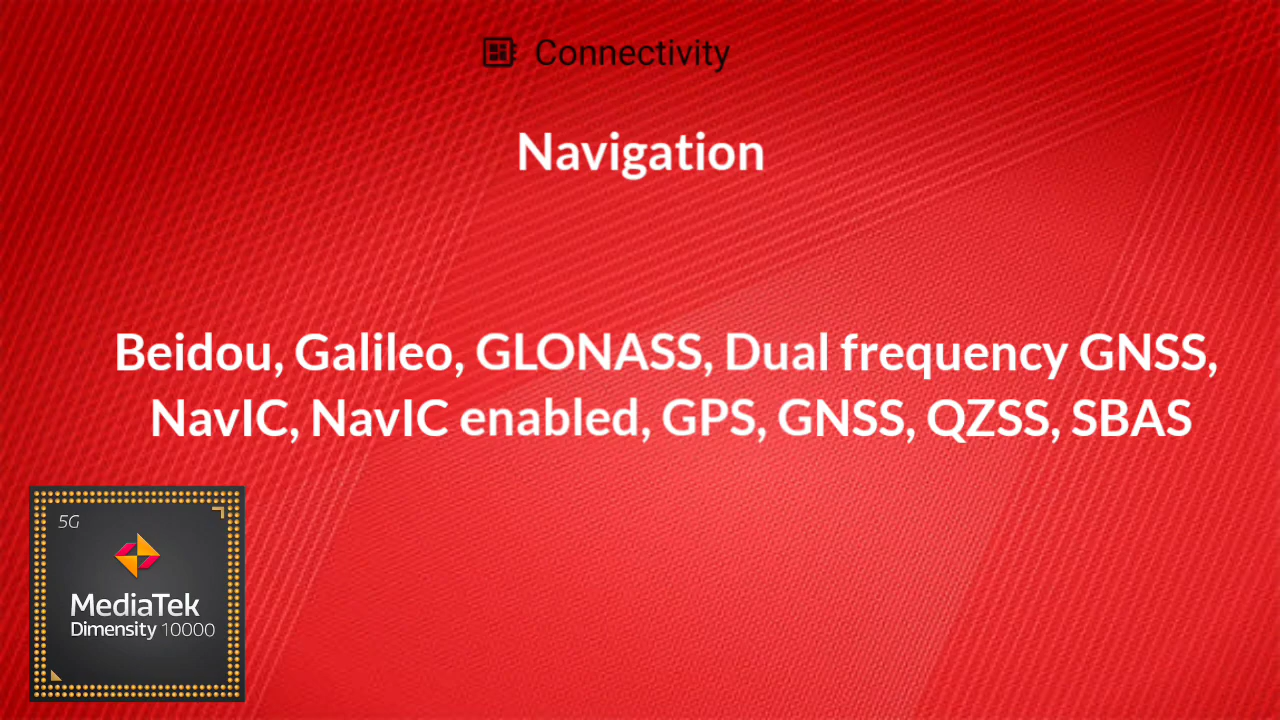 Connectivity
Navigation
Beidou, Galileo, GLONASS, Dual frequency GNSS,
NavIC, NavIC enabled, GPS, GNSS, QZSS, SBAS
5G
MediaTek
Dimensity 10000